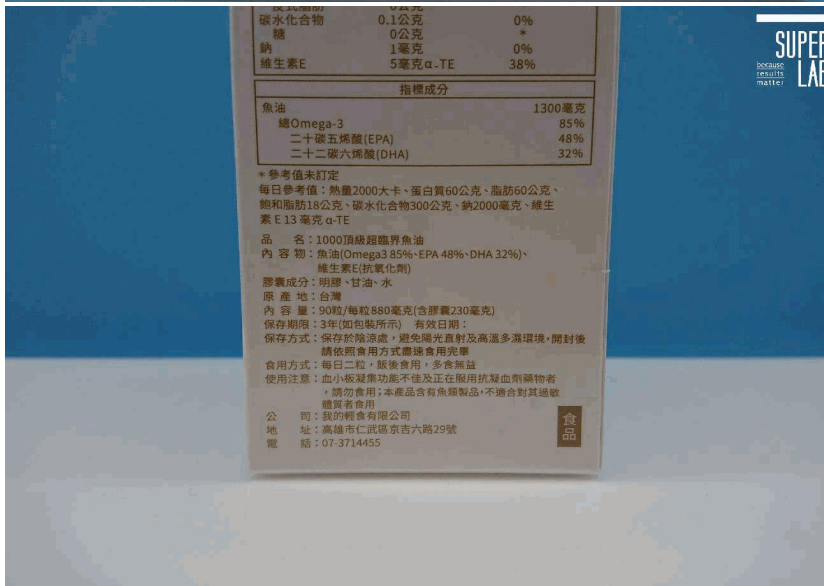 碳水化合物 0.1公克 0%
糖 0公克 *
鈉 1毫克 0%
維生素E 5毫克α-TE 38%
指標成分
魚油 1300毫克
總Omega-3 85%
二十碳五烯酸(EPA) 48%
二十二碳六烯酸(DHA) 32%
*參考值未訂定
每日參考值：熱量2000大卡、蛋白質60公克、脂肪60公克、
飽和脂肪18公克、碳水化合物300公克、鈉2000毫克、維生
素E 13 毫克 α-TE
品 名：1000頂級超臨界魚油
內 容 物：魚油(Omega3 85%、EPA 48%、DHA 32%)、
維生素E(抗氧化劑)
膠囊成分：明膠、甘油、水
原 產 地：台灣
內 容 量：90粒/每粒880毫克(含膠囊230毫克)
保存期限：3年(如包裝所示) 有效日期：
保存方式：保存於陰涼處，避免陽光直射及高溫多濕環境，開封後
請依照食用方式盡速食用完畢
食用方式：每日二粒，飯後食用，多食無益
使用注意：血小板凝集功能不佳及正在服用抗凝血劑藥物者
，請勿食用；本產品含有魚類製品，不適合對其過敏
體質者食用
公 司：我的輕食有限公司
地 址：高雄市仁武區京吉六路29號
電 話：07-3714455
食品
SUPER
LAB
because
results
matter